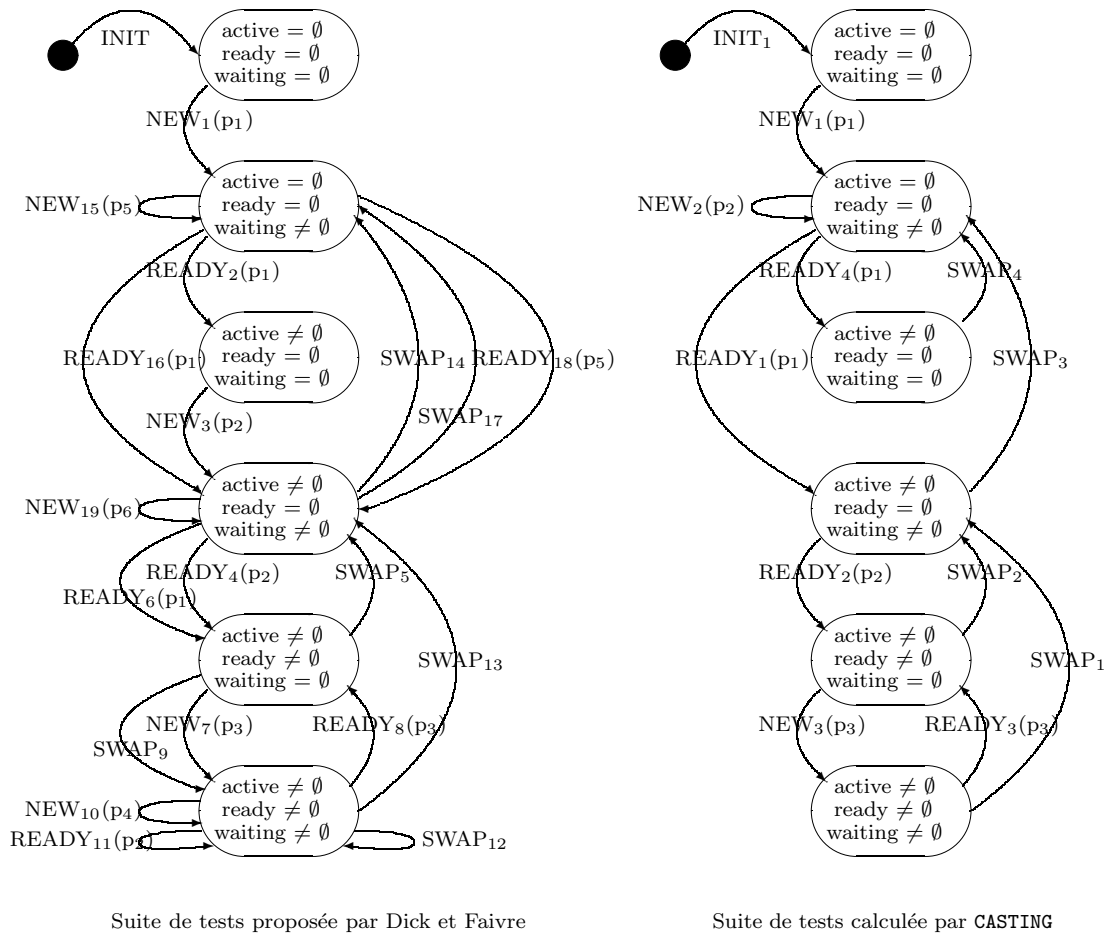 INIT
active = ∅
ready = ∅
waiting = ∅
NEW₁(p₁)
active = ∅
ready = ∅
waiting ≠ ∅
NEW₁₅(p₅)
READY₂(p₁)
active ≠ ∅
ready = ∅
waiting = ∅
READY₁₆(p₁)
SWAP₁₄
READY₁₈(p₅)
SWAP₁₇
NEW₃(p₂)
active ≠ ∅
ready = ∅
waiting ≠ ∅
NEW₁₉(p₆)
READY₄(p₂)
SWAP₅
READY₆(p₁)
active ≠ ∅
ready ≠ ∅
waiting = ∅
SWAP₁₃
NEW₇(p₃)
READY₈(p₃)
SWAP₉
active ≠ ∅
ready ≠ ∅
waiting ≠ ∅
NEW₁₀(p₄)
READY₁₁(p₂)
SWAP₁₂
Suite de tests proposée par Dick et Faivre
INIT₁
active = ∅
ready = ∅
waiting = ∅
NEW₁(p₁)
active = ∅
ready = ∅
waiting ≠ ∅
NEW₂(p₂)
READY₄(p₁)
SWAP₄
active ≠ ∅
ready = ∅
waiting = ∅
READY₁(p₁)
SWAP₃
active ≠ ∅
ready = ∅
waiting ≠ ∅
READY₂(p₂)
SWAP₂
active ≠ ∅
ready ≠ ∅
waiting = ∅
SWAP₁
NEW₃(p₃)
READY₃(p₃)
active ≠ ∅
ready ≠ ∅
waiting ≠ ∅
Suite de tests calculée par CASTING